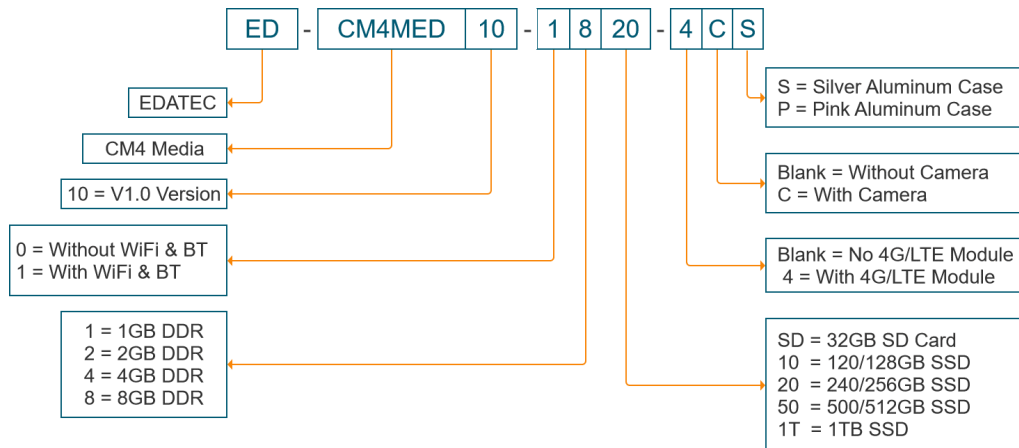 ED - CM4MED 10 - 1 8 20 - 4 C S
EDATEC
CM4 Media
10 = V1.0 Version
0 = Without WiFi & BT
1 = With WiFi & BT
1 = 1GB DDR
2 = 2GB DDR
4 = 4GB DDR
8 = 8GB DDR
S = Silver Aluminum Case
P = Pink Aluminum Case
Blank = Without Camera
C = With Camera
Blank = No 4G/LTE Module
4 = With 4G/LTE Module
SD = 32GB SD Card
10 = 120/128GB SSD
20 = 240/256GB SSD
50 = 500/512GB SSD
1T = 1TB SSD